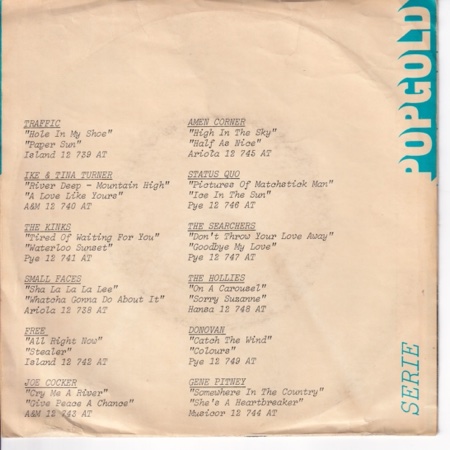 TRAFFIC
"Hole In My Shoe"
"Paper Sun"
Island 12 739 AT
IKE & TINA TURNER
"River Deep - Mountain High"
"A Love Like Yours"
A&M 12 740 AT
THE KINKS
"Tired Of Waiting For You"
"Waterloo Sunset"
Pye 12 741 AT
SMALL FACES
"Sha La La La Lee"
"Whatcha Gonna Do About It"
Ariola 12 738 AT
FREE
"All Right Now"
"Stealer"
Island 12 742 AT
JOE COCKER
"Cry Me A River"
"Give Peace A Chance"
A&M 12 743 AT
AMEN CORNER
"High In The Sky"
"Half As Nice"
Ariola 12 745 AT
STATUS QUO
"Pictures Of Matchstick Man"
"Ice In The Sun"
Pye 12 746 AT
THE SEARCHERS
"Don't Throw Your Love Away"
"Goodbye My Love"
Pye 12 747 AT
THE HOLLIES
"On A Carousel"
"Sorry Suzanne"
Hansa 12 748 AT
DONOVAN
"Catch The Wind"
"Colours"
Pye 12 749 AT
GENE PITNEY
"Somewhere In The Country"
"She's A Heartbreaker"
Musicor 12 744 AT
POPGOLD
SERIE